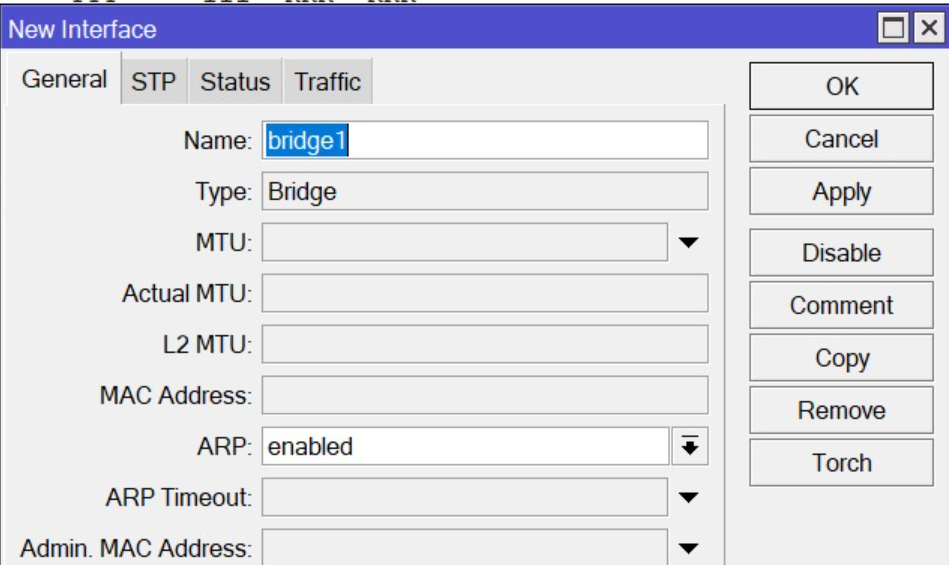 New Interface
General STP Status Traffic
Name: bridge1
Type: Bridge
MTU:
Actual MTU:
L2 MTU:
MAC Address:
ARP: enabled
ARP Timeout:
Admin. MAC Address:
OK
Cancel
Apply
Disable
Comment
Copy
Remove
Torch